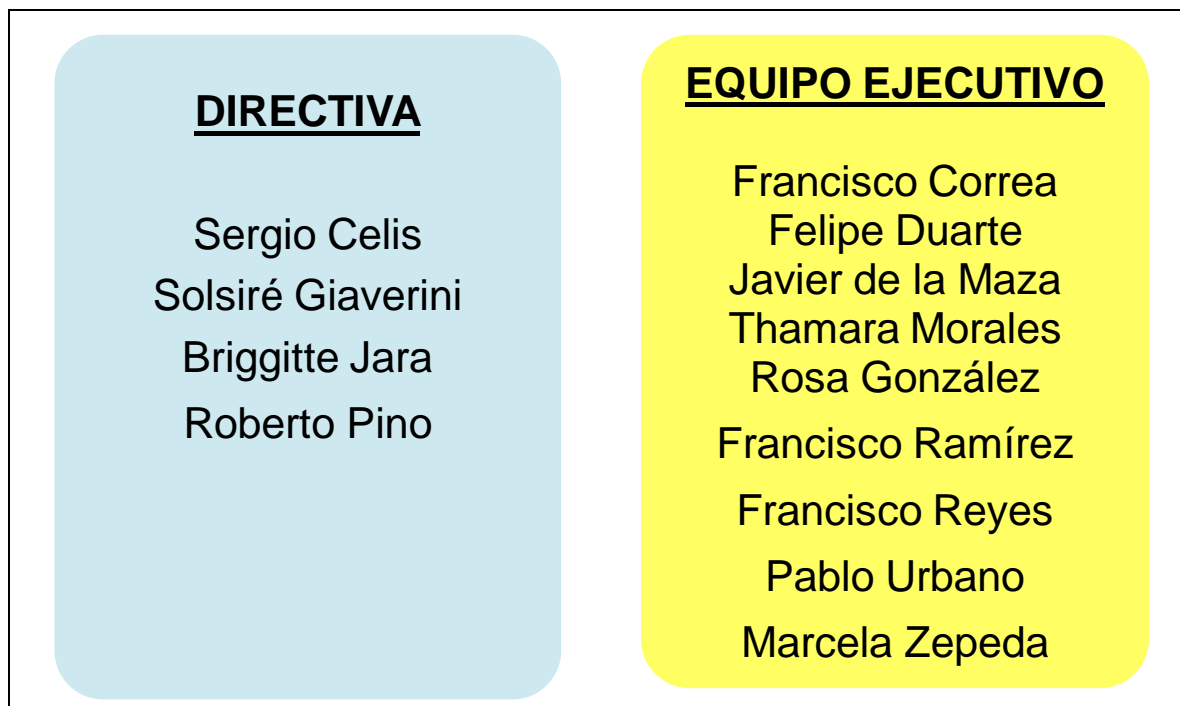 DIRECTIVA
Sergio Celis
Solsiré Giaverini
Briggitte Jara
Roberto Pino
EQUIPO EJECUTIVO
Francisco Correa
Felipe Duarte
Javier de la Maza
Thamara Morales
Rosa González
Francisco Ramírez
Francisco Reyes
Pablo Urbano
Marcela Zepeda